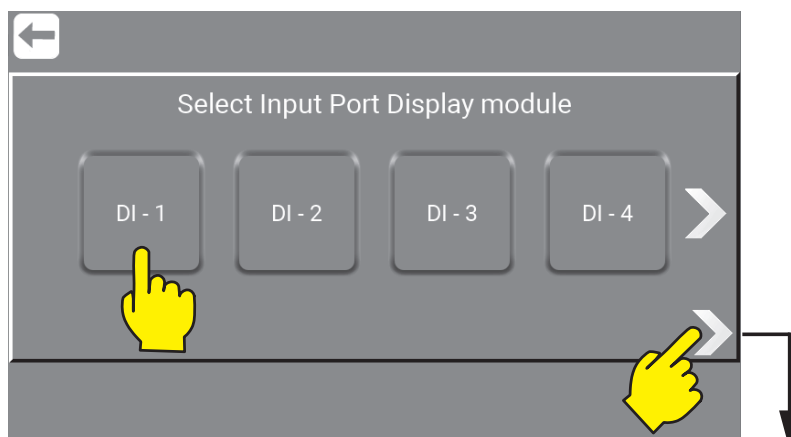 Select Input Port Display module
DI - 1 DI - 2 DI - 3 DI - 4